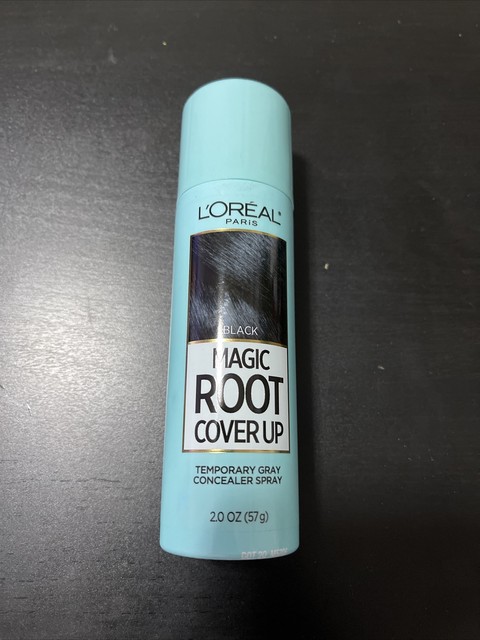 L'ORÉAL®
PARIS
BLACK
MAGIC
ROOT
COVER UP
TEMPORARY GRAY
CONCEALER SPRAY
2.0 OZ (57g)